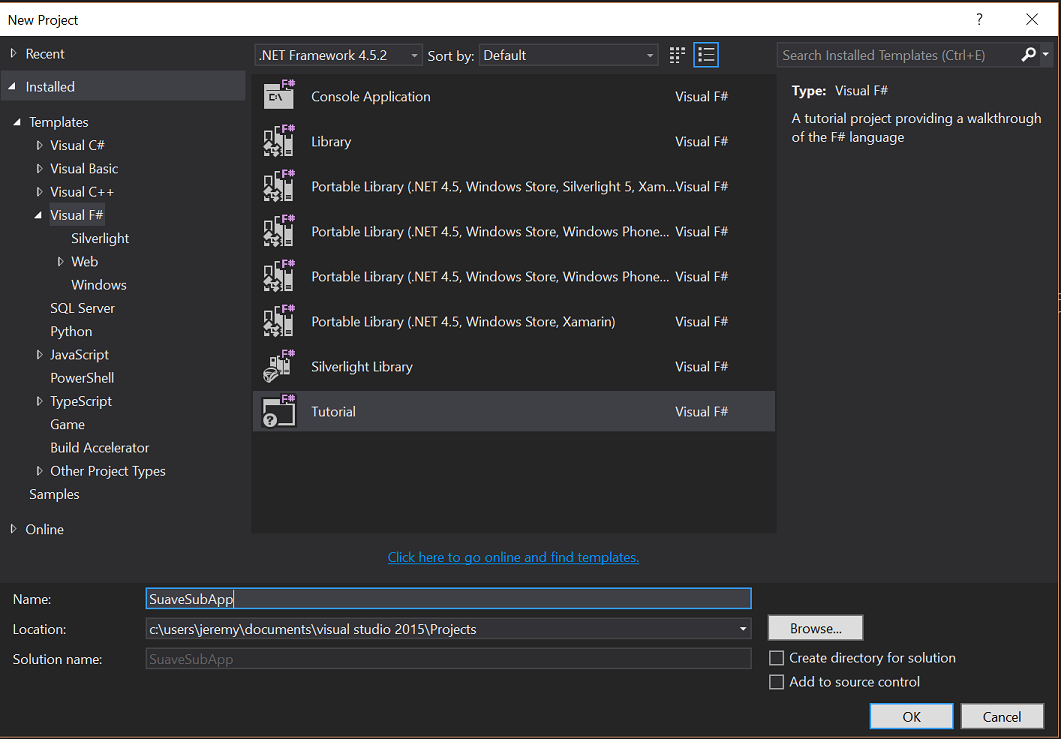 New Project
?
Recent
.NET Framework 4.5.2
Sort by:
Default
Search Installed Templates (Ctrl+E)
Installed
Templates
Visual C#
Visual Basic
Visual C++
Visual F#
Silverlight
Web
Windows
SQL Server
Python
JavaScript
PowerShell
TypeScript
Game
Build Accelerator
Other Project Types
Samples
Online
F#
C:\
Console Application Visual F#
F#
Library Visual F#
F#
Portable Library (.NET 4.5, Windows Store, Silverlight 5, Xam... Visual F#
F#
Portable Library (.NET 4.5, Windows Store, Windows Phone... Visual F#
F#
Portable Library (.NET 4.5, Windows Store, Windows Phone... Visual F#
F#
Portable Library (.NET 4.5, Windows Store, Xamarin) Visual F#
F#
Silverlight Library Visual F#
F#
?
Tutorial Visual F#
Type: Visual F#
A tutorial project providing a walkthrough
of the F# language
Click here to go online and find templates.
Name: SuaveSubApp
Location: c:\users\jeremy\documents\visual studio 2015\Projects
Browse...
Solution name: SuaveSubApp
Create directory for solution
Add to source control
OK
Cancel